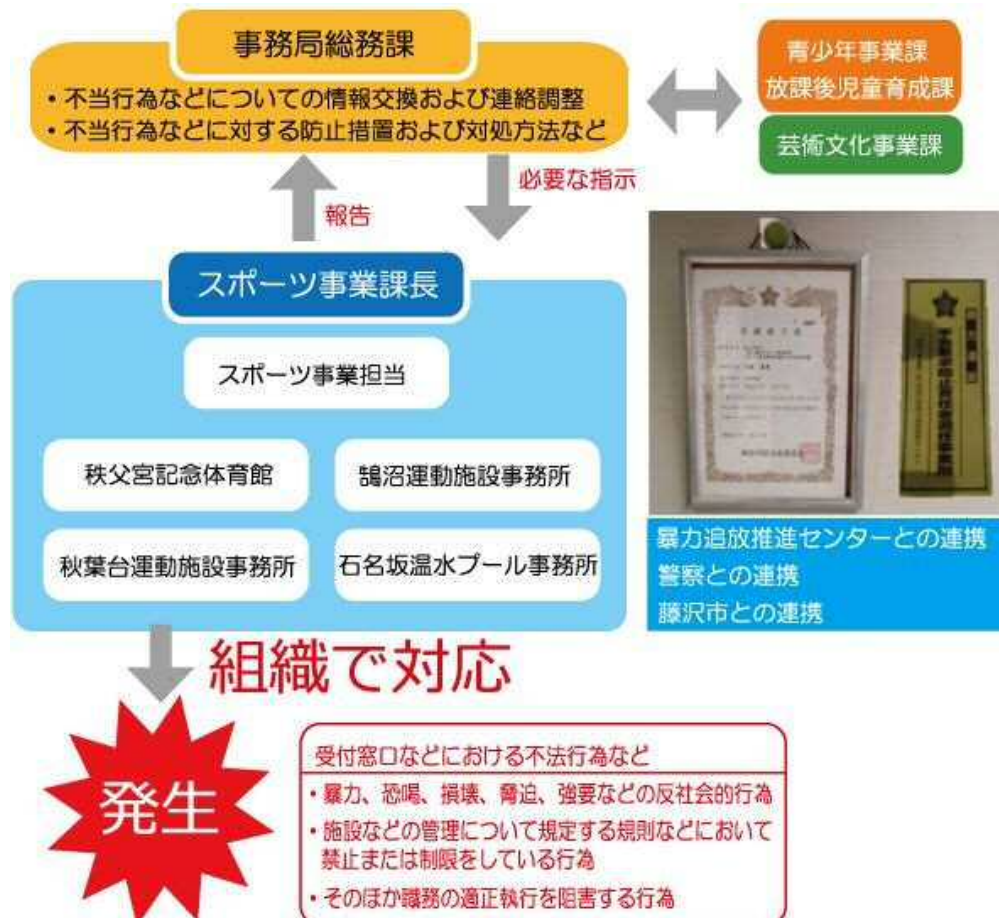 事務局総務課
・不当行為などについての情報交換および連絡調整
・不当行為などに対する防止措置および対処方法など
青少年事業課
放課後児童育成課
芸術文化事業課
必要な指示
報告
スポーツ事業課長
スポーツ事業担当
秩父宮記念体育館
鵠沼運動施設事務所
秋葉台運動施設事務所
石名坂温水プール事務所
暴力追放推進センターとの連携
警察との連携
藤沢市との連携
組織で対応
発生
受付窓口などにおける不法行為など
・暴力、恐喝、損壊、脅迫、強要などの反社会的行為
・施設などの管理について規定する規則などにおいて
禁止または制限をしている行為
・そのほか職務の適正執行を阻害する行為